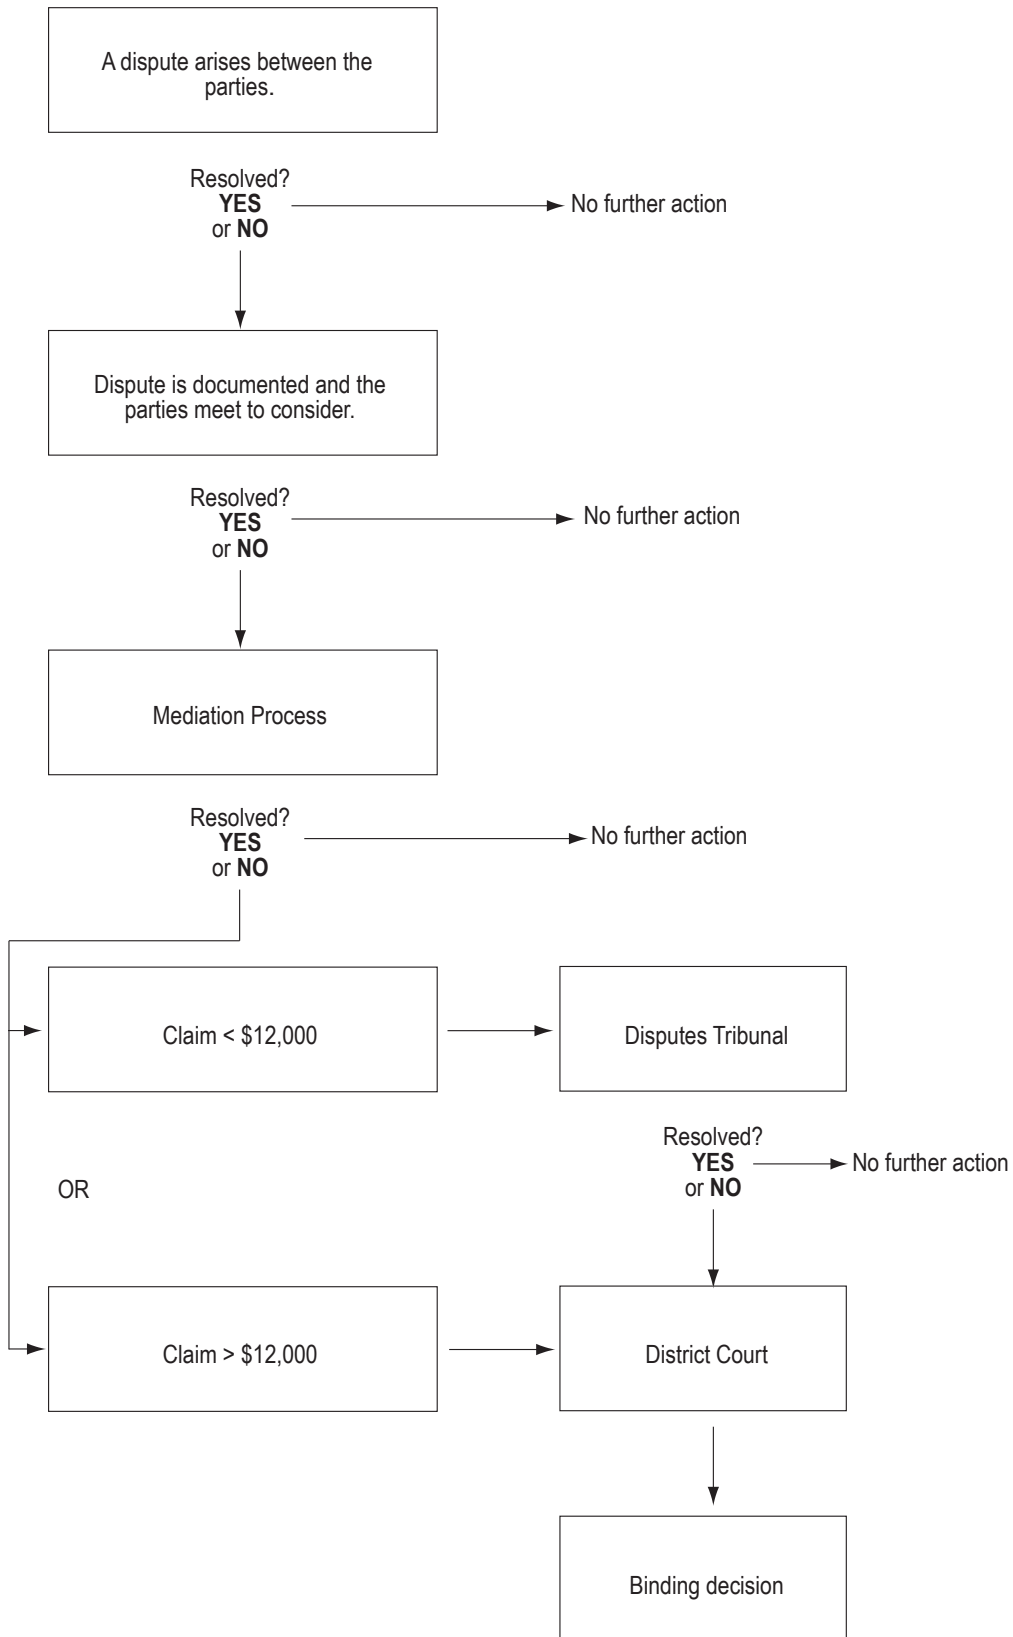 A dispute arises between the
parties.
Resolved?
YES
or NO
No further action
Dispute is documented and the
parties meet to consider.
Resolved?
YES
or NO
No further action
Mediation Process
Resolved?
YES
or NO
No further action
Claim < $12,000
Disputes Tribunal
Resolved?
YES
or NO
No further action
OR
Claim > $12,000
District Court
Binding decision